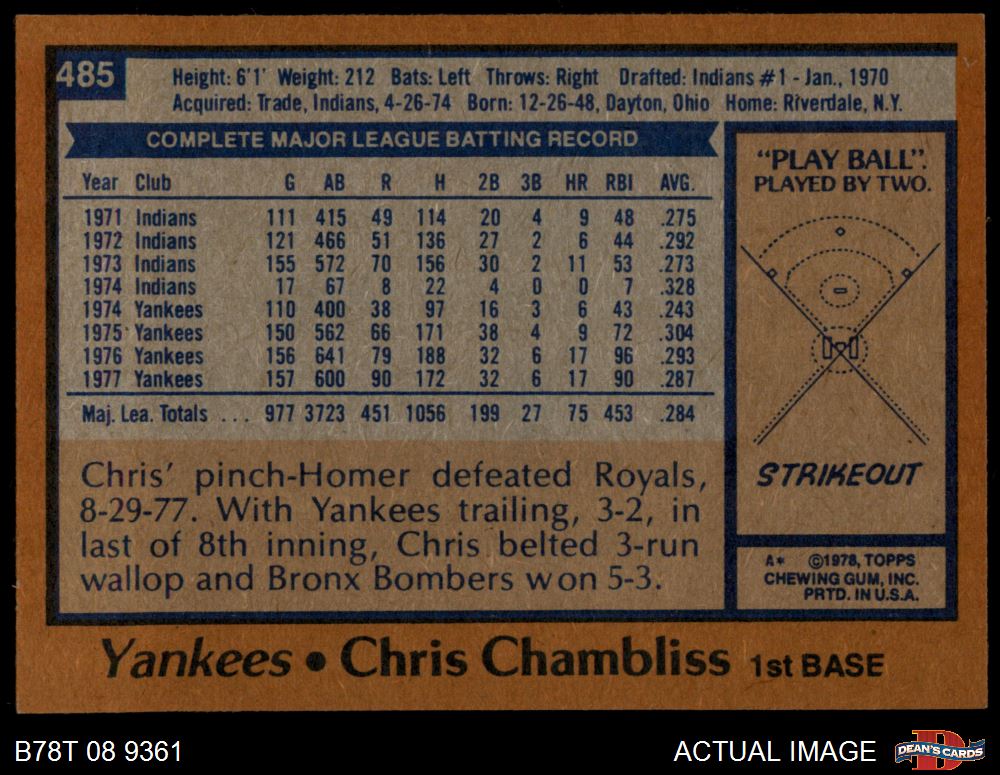 485
Height: 6'1' Weight: 212 Bats: Left Throws: Right Drafted: Indians #1 - Jan., 1970
Acquired: Trade, Indians, 4-26-74 Born: 12-26-48, Dayton, Ohio Home: Riverdale, N.Y.
COMPLETE MAJOR LEAGUE BATTING RECORD
Year Club G AB R H 2B 3B HR RBI AVG.
1971 Indians 111 415 49 114 20 4 9 48 .275
1972 Indians 121 466 51 136 27 2 6 44 .292
1973 Indians 155 572 70 156 30 2 11 53 .273
1974 Indians 17 67 8 22 4 0 0 7 .328
1974 Yankees 110 400 38 97 16 3 6 43 .243
1975 Yankees 150 562 66 171 38 4 9 72 .304
1976 Yankees 156 641 79 188 32 6 17 96 .293
1977 Yankees 157 600 90 172 32 6 17 90 .287
Maj. Lea. Totals . . . 977 3723 451 1056 199 27 75 453 .284
Chris' pinch-Homer defeated Royals,
8-29-77. With Yankees trailing, 3-2, in
last of 8th inning, Chris belted 3-run
wallop and Bronx Bombers won 5-3.
"PLAY BALL".
PLAYED BY TWO.
STRIKEOUT
A* ©1978, TOPPS
CHEWING GUM, INC.
PRTD. IN U.S.A.
Yankees • Chris Chambliss 1st BASE
B78T 08 9361
ACTUAL IMAGE
DEAN'S CARDS